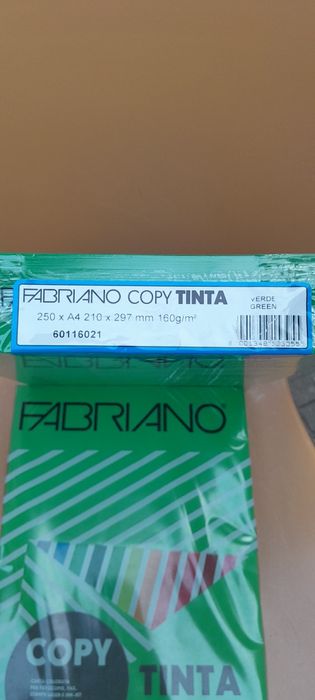 FABRIANO COPY TINTA
VERDE
GREEN
250 x A4 210 x 297 mm 160g/m²
60116021
FABRIANO
COPY
TINTA